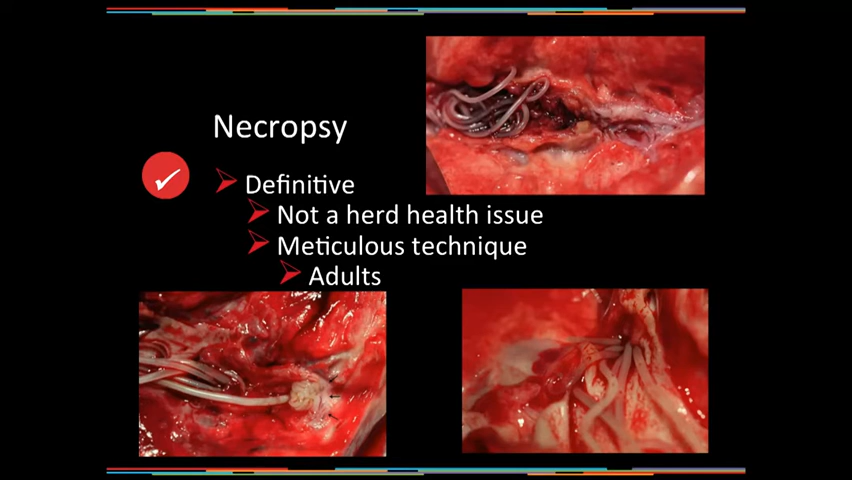 Necropsy
Definitive
Not a herd health issue
Meticulous technique
Adults